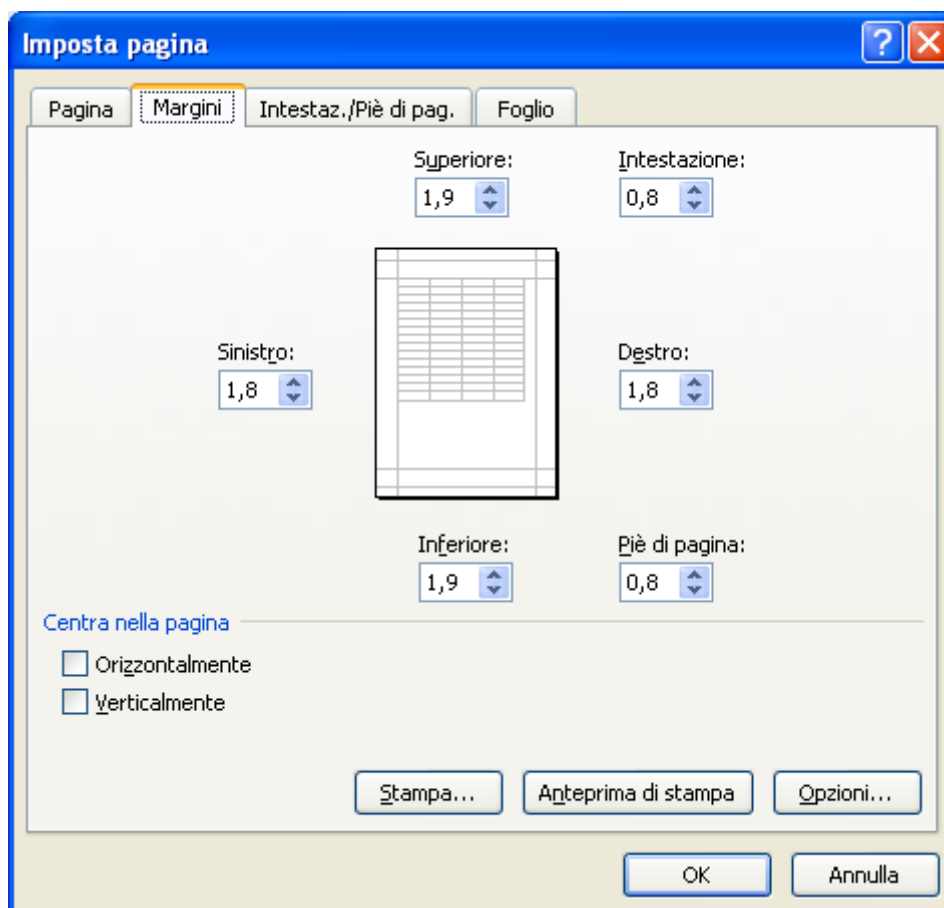 Imposta pagina
Pagina Margini Intestaz./Piè di pag. Foglio
Superiore: Intestazione:
1,9 0,8
Sinistro: Destro:
1,8 1,8
Inferiore: Piè di pagina:
1,9 0,8
Centra nella pagina
Orizzontalmente
Verticalmente
Stampa... Anteprima di stampa Opzioni...
OK Annulla